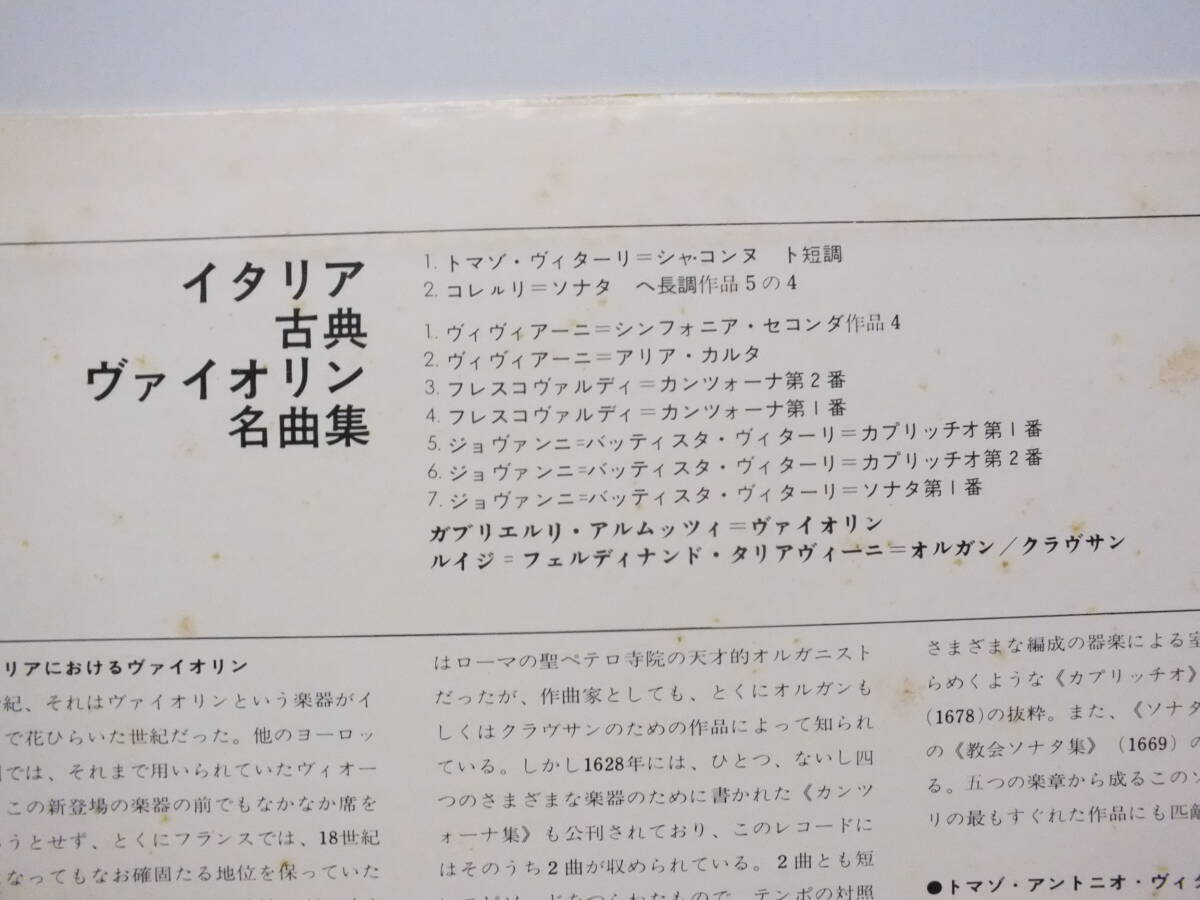 イタリア
古典
ヴァイオリン
名曲集
1. トマゾ・ヴィターリ＝シャ・コンヌ　ト短調
2. コレルリ＝ソナタ　ヘ長調作品5の4
1. ヴィヴィアーニ＝シンフォニア・セコンダ作品4
2. ヴィヴィアーニ＝アリア・カルタ
3. フレスコヴァルディ＝カンツォーナ第2番
4. フレスコヴァルディ＝カンツォーナ第1番
5. ジョヴァンニ=バッティスタ・ヴィターリ＝カプリッチオ第1番
6. ジョヴァンニ=バッティスタ・ヴィターリ＝カプリッチオ第2番
7. ジョヴァンニ=バッティスタ・ヴィターリ＝ソナタ第1番
ガブリエルリ・アルムッツィ＝ヴァイオリン
ルイジ=フェルディナンド・タリアヴィーニ＝オルガン／クラヴサン
リアにおけるヴァイオリン
紀、それはヴァイオリンという楽器がイ
で花ひらいた世紀だった。他のヨーロッ
では、それまで用いられていたヴィオー
この新登場の楽器の前でもなかなか席を
うとせず、とくにフランスでは、18世紀
なってもなお確固たる地位を保っていた
はローマの聖ペテロ寺院の天才的オルガニスト
だったが、作曲家としても、とくにオルガンも
しくはクラヴサンのための作品によって知られ
ている。しかし1628年には、ひとつ、ないし四
つのさまざまな楽器のために書かれた《カンツ
ォーナ集》も公刊されており、このレコードに
はそのうち2曲が収められている。2曲とも短
テンポの対照
さまざまな編成の器楽による室
らめくような《カプリッチオ》
(1678)の抜粋。また、《ソナタ
の《教会ソナタ集》(1669)の
る。五つの楽章から成るこのソ
リの最もすぐれた作品にも匹敵
●トマゾ・アントニオ・ヴィタ